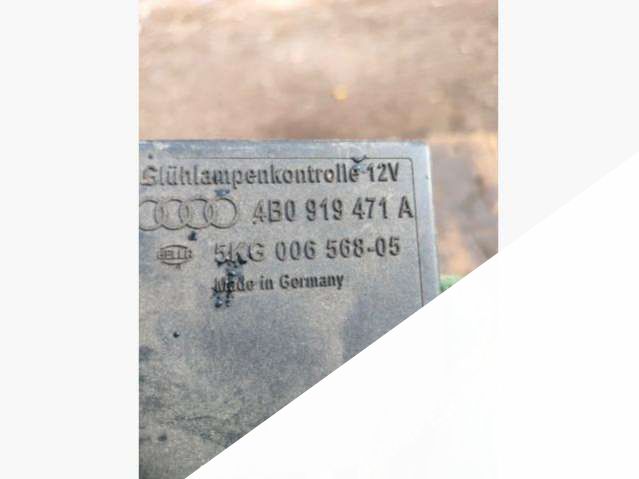 Glühlampenkontrolle 12V
4B0 919 471 A
HELLA 5KG 006 568-05
Made in Germany